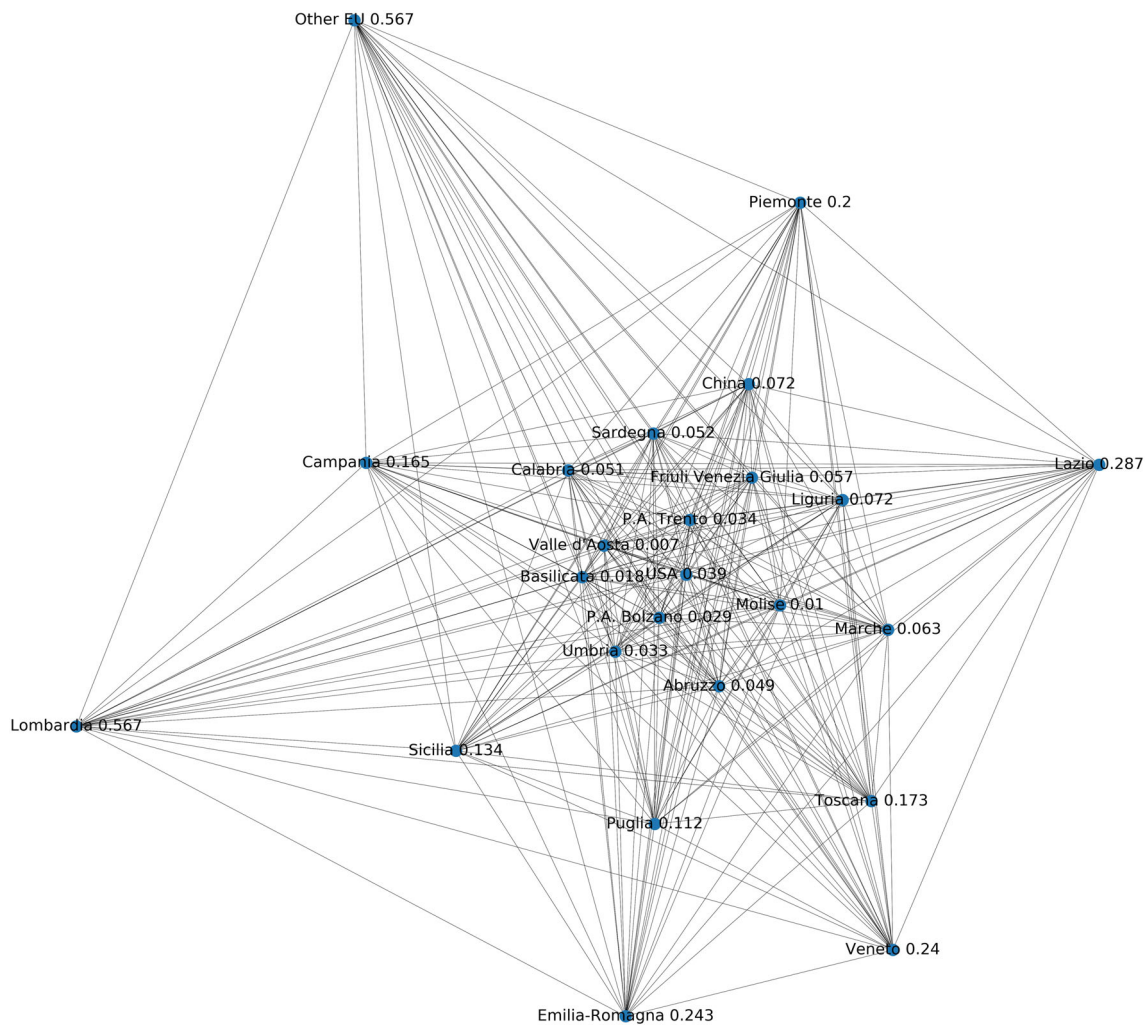 Other EU 0.567
Piemonte 0.2
China 0.072
Sardegna 0.052
Campania 0.165
Lazio 0.287
Calabria 0.051
Friuli Venezia Giulia 0.057
Liguria 0.072
P.A. Trento 0.034
Valle d'Aosta 0.007
USA 0.039
Basilicata 0.018
Molise 0.01
P.A. Bolzano 0.029
Marche 0.063
Umbria 0.033
Abruzzo 0.049
Lombardia 0.567
Sicilia 0.134
Toscana 0.173
Puglia 0.112
Veneto 0.24
Emilia-Romagna 0.243